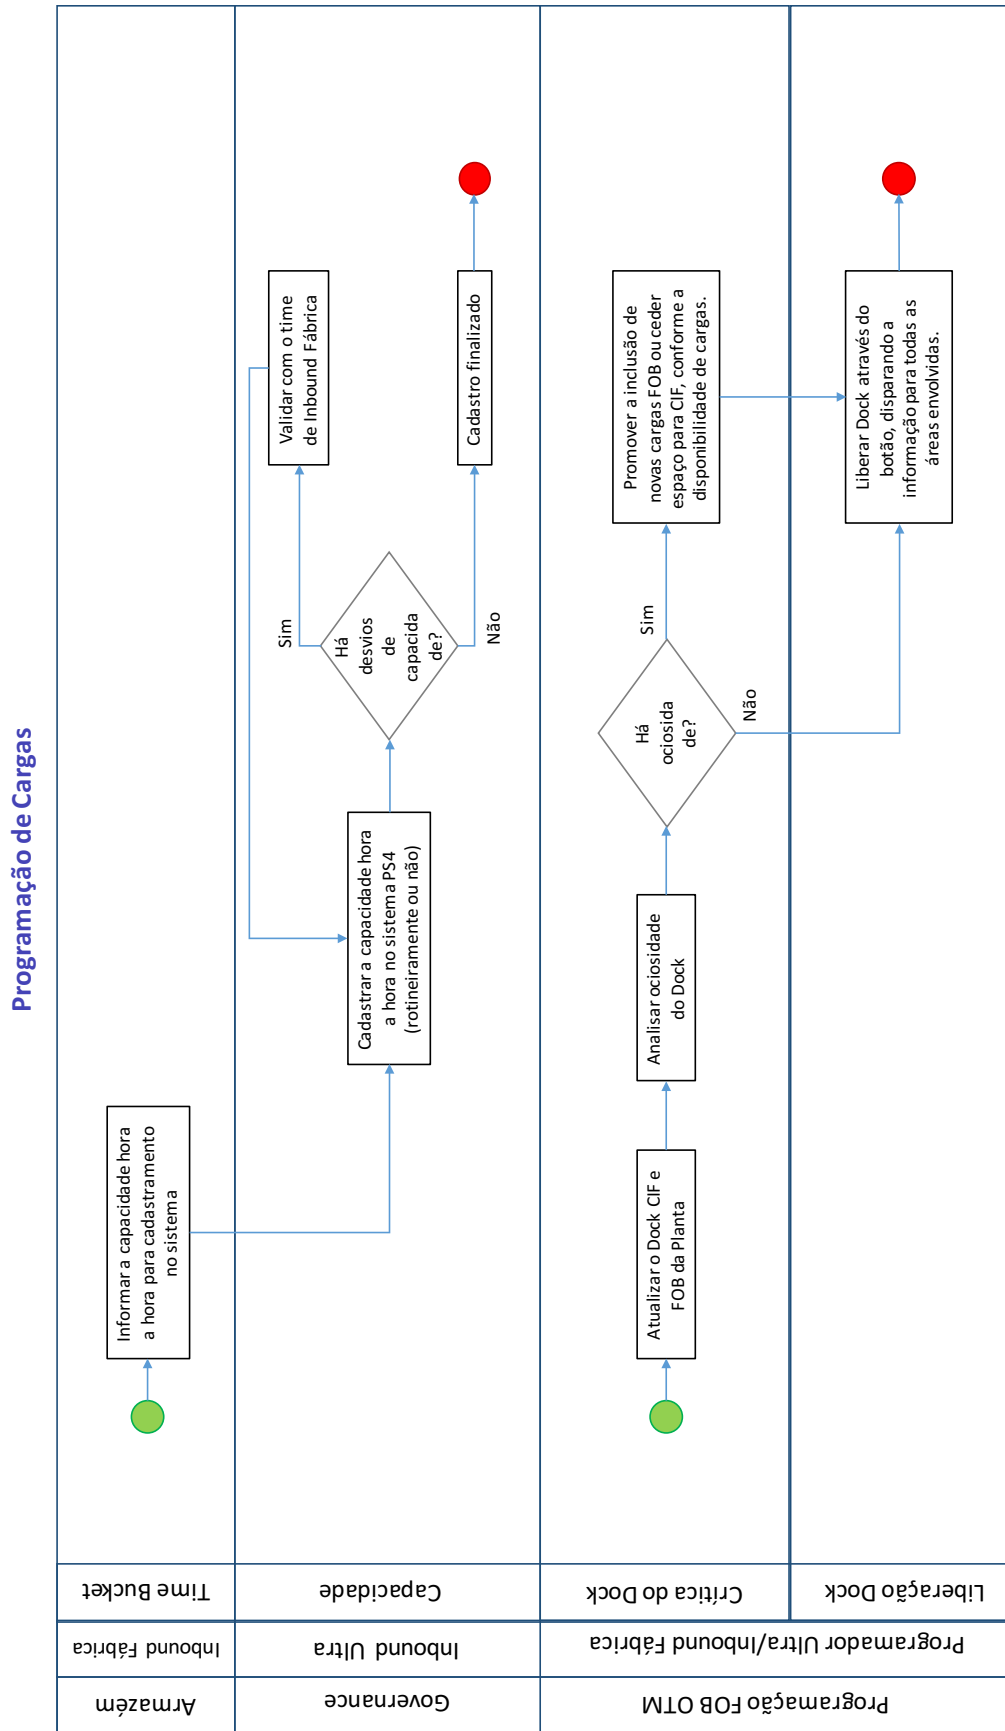 Programação de Cargas
Armazém
Inbound Fábrica
Time Bucket
Informar a capacidade hora
a hora para cadastramento
no sistema
Governance
Inbound Ultra
Capacidade
Cadastrar a capacidade hora
a hora no sistema PS4
(rotineiramente ou não)
Há
desvios
de
capacida
de?
Sim
Não
Validar com o time
de Inbound Fábrica
Cadastro finalizado
Programação FOB OTM
Programador Ultra/Inbound Fábrica
Crítica do Dock
Atualizar o Dock CIF e
FOB da Planta
Analisar ociosidade
do Dock
Há
ociosida
de?
Sim
Não
Promover a inclusão de
novas cargas FOB ou ceder
espaço para CIF, conforme a
disponibilidade de cargas.
Liberação Dock
Liberar Dock através do
botão, disparando a
informação para todas as
áreas envolvidas.